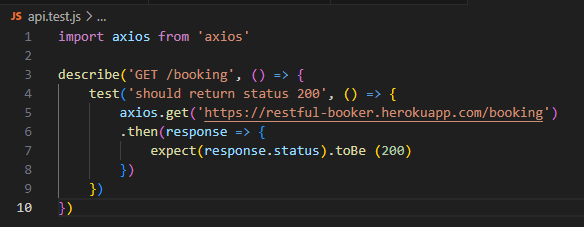 JS api.test.js > ...
1 import axios from 'axios'
2
3 describe('GET /booking', () => {
4 test('should return status 200', () => {
5 axios.get('https://restful-booker.herokuapp.com/booking')
6 .then(response => {
7 expect(response.status).toBe (200)
8 })
9 })
10 })